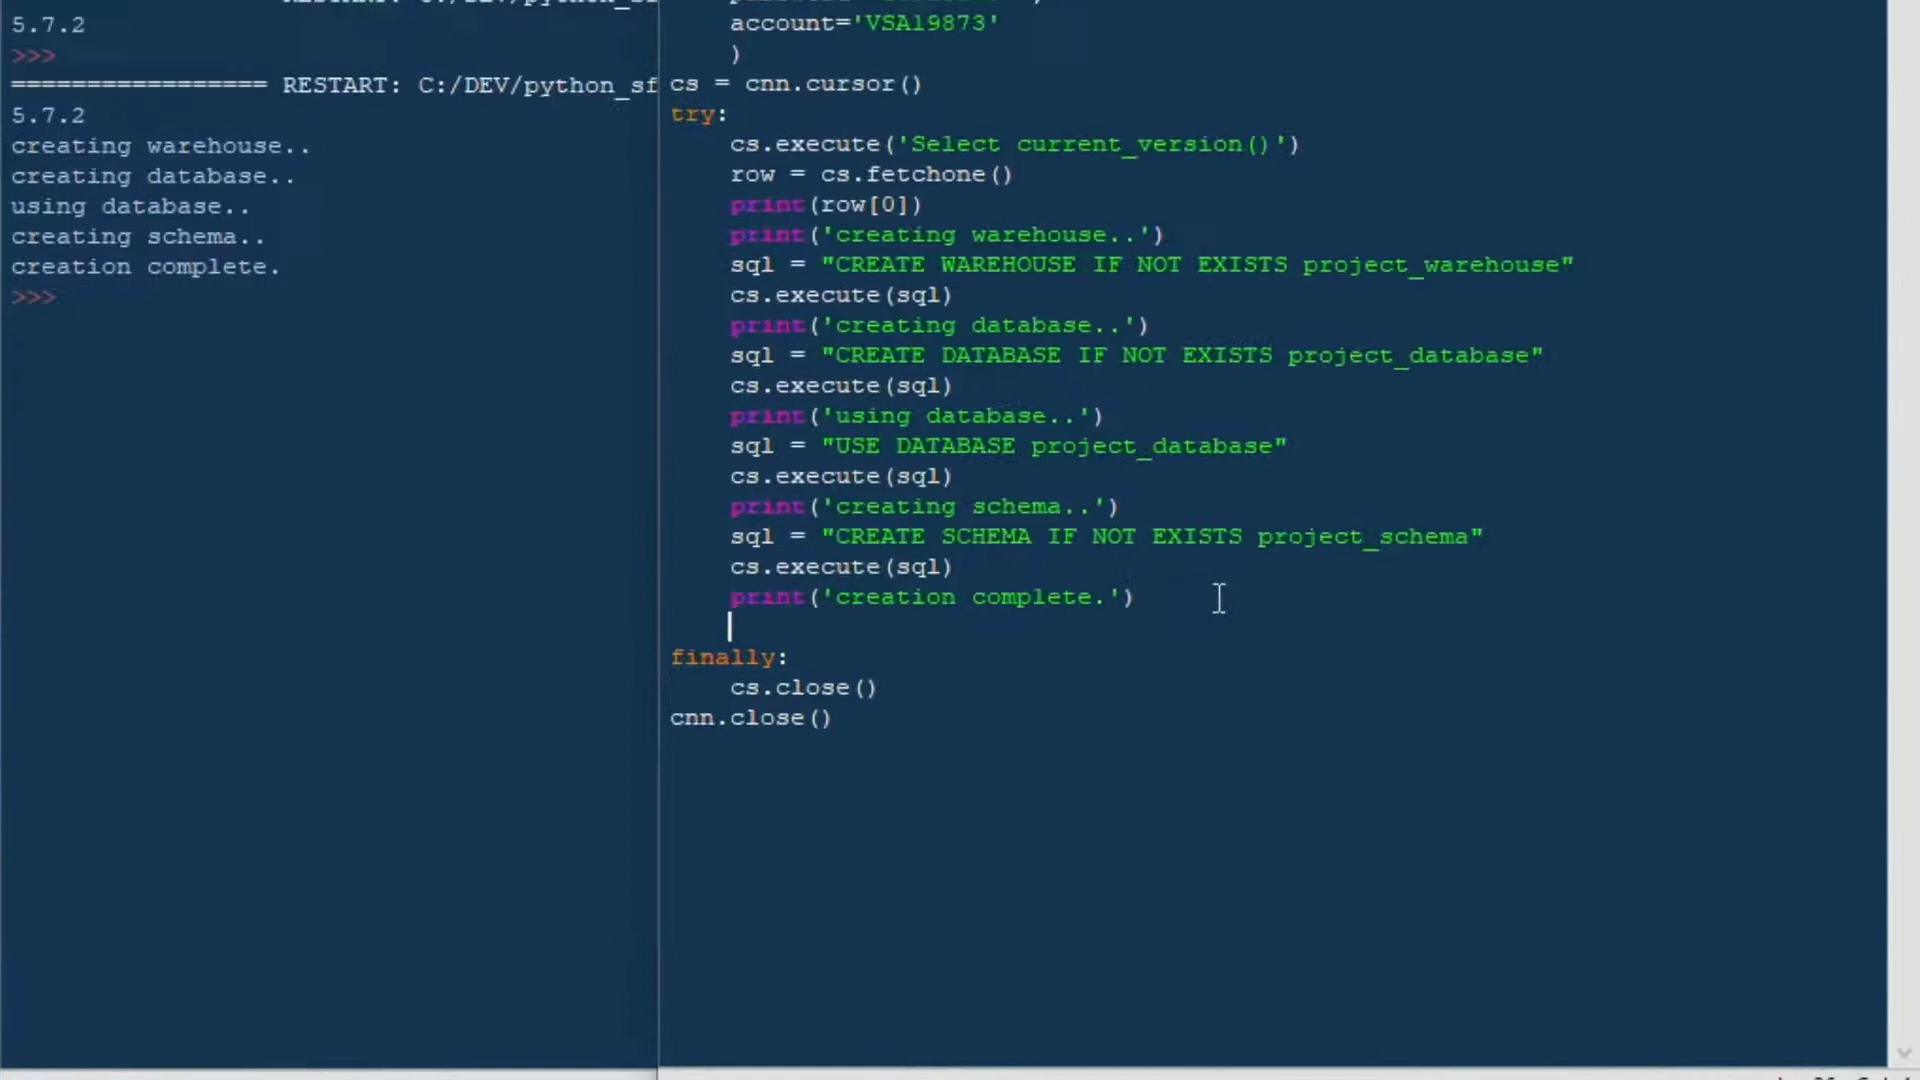 RESTART: C:/DEV/python_sf
5.7.2
>>>
================= RESTART: C:/DEV/python_sf
5.7.2
creating warehouse..
creating database..
using database..
creating schema..
creation complete.
>>>
account='VSA19873'
)
cs = cnn.cursor()
try:
cs.execute('Select current_version()')
row = cs.fetchone()
print(row[0])
print('creating warehouse..')
sql = "CREATE WAREHOUSE IF NOT EXISTS project_warehouse"
cs.execute(sql)
print('creating database..')
sql = "CREATE DATABASE IF NOT EXISTS project_database"
cs.execute(sql)
print('using database..')
sql = "USE DATABASE project_database"
cs.execute(sql)
print('creating schema..')
sql = "CREATE SCHEMA IF NOT EXISTS project_schema"
cs.execute(sql)
print('creation complete.')
finally:
cs.close()
cnn.close()